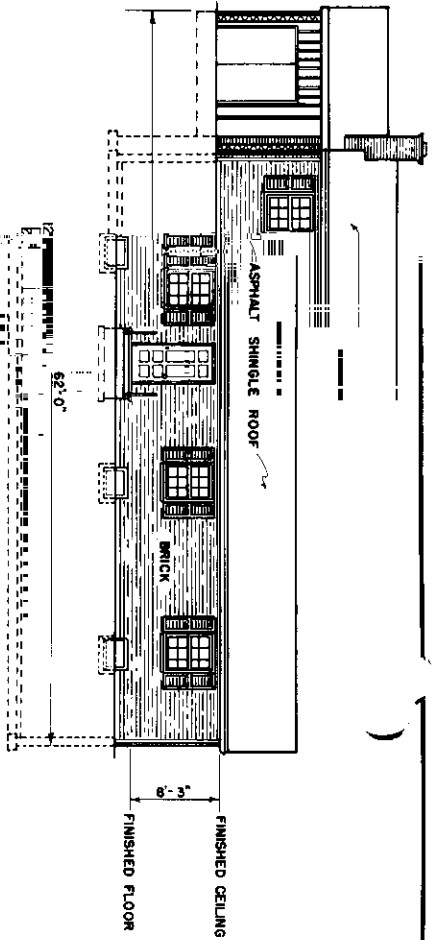 ASPHALT SHINGLE ROOF
BRICK
62'-0"
8'-3"
FINISHED CEILING
FINISHED FLOOR